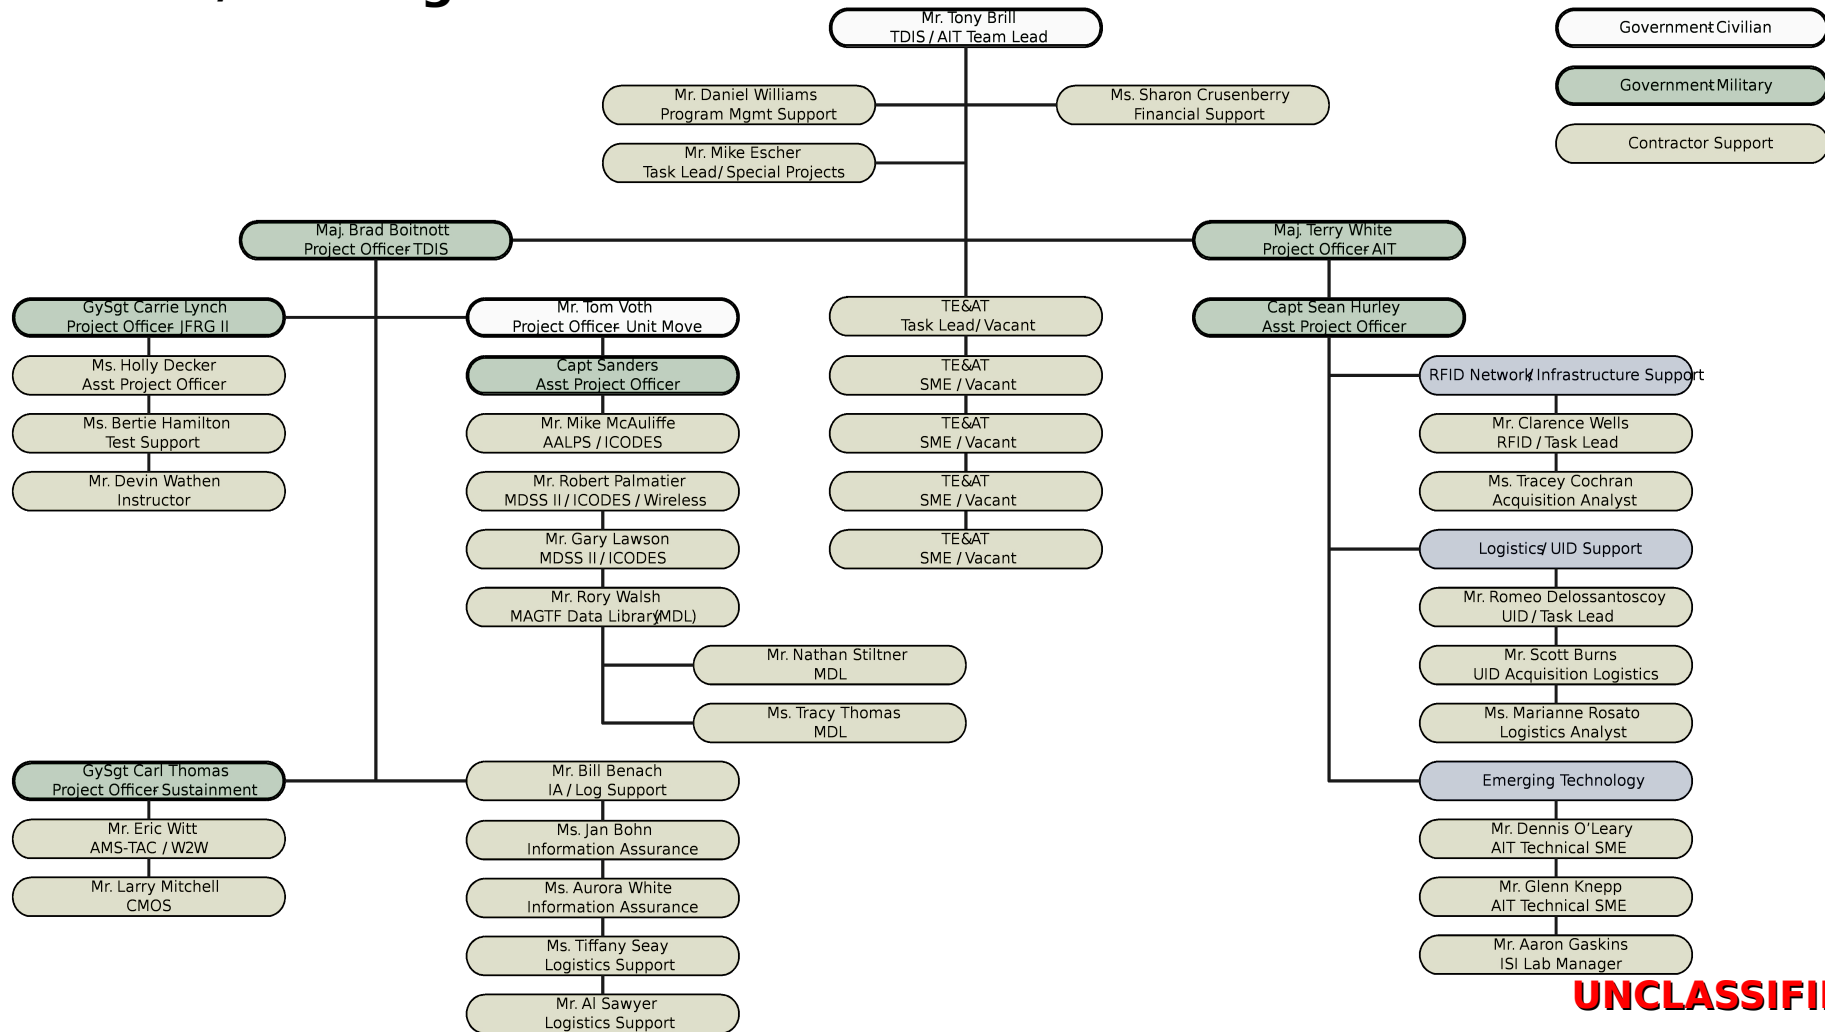 Mr. Tony Brill
TDIS / AIT Team Lead
Government - Civilian
Government - Military
Contractor Support
Mr. Daniel Williams
Program Mgmt Support
Ms. Sharon Crusenberry
Financial Support
Mr. Mike Escher
Task Lead / Special Projects
Maj. Brad Boitnott
Project Officer - TDIS
Maj. Terry White
Project Officer - AIT
GySgt Carrie Lynch
Project Officer - JFRG II
Ms. Holly Decker
Asst Project Officer
Ms. Bertie Hamilton
Test Support
Mr. Devin Wathen
Instructor
Mr. Tom Voth
Project Officer - Unit Move
Capt Sanders
Asst Project Officer
Mr. Mike McAuliffe
AALPS / ICODES
Mr. Robert Palmatier
MDSS II / ICODES / Wireless
Mr. Gary Lawson
MDSS II / ICODES
Mr. Rory Walsh
MAGTF Data Library (MDL)
Mr. Nathan Stiltner
MDL
Ms. Tracy Thomas
MDL
TE&AT
Task Lead / Vacant
TE&AT
SME / Vacant
TE&AT
SME / Vacant
TE&AT
SME / Vacant
TE&AT
SME / Vacant
Capt Sean Hurley
Asst Project Officer
RFID Network / Infrastructure Support
Mr. Clarence Wells
RFID / Task Lead
Ms. Tracey Cochran
Acquisition Analyst
Logistics / UID Support
Mr. Romeo Delossantoscoy
UID / Task Lead
Mr. Scott Burns
UID Acquisition Logistics
Ms. Marianne Rosato
Logistics Analyst
Emerging Technology
Mr. Dennis O’Leary
AIT Technical SME
Mr. Glenn Knepp
AIT Technical SME
Mr. Aaron Gaskins
ISI Lab Manager
GySgt Carl Thomas
Project Officer - Sustainment
Mr. Eric Witt
AMS-TAC / W2W
Mr. Larry Mitchell
CMOS
Mr. Bill Benach
IA / Log Support
Ms. Jan Bohn
Information Assurance
Ms. Aurora White
Information Assurance
Ms. Tiffany Seay
Logistics Support
Mr. Al Sawyer
Logistics Support
UNCLASSIFI